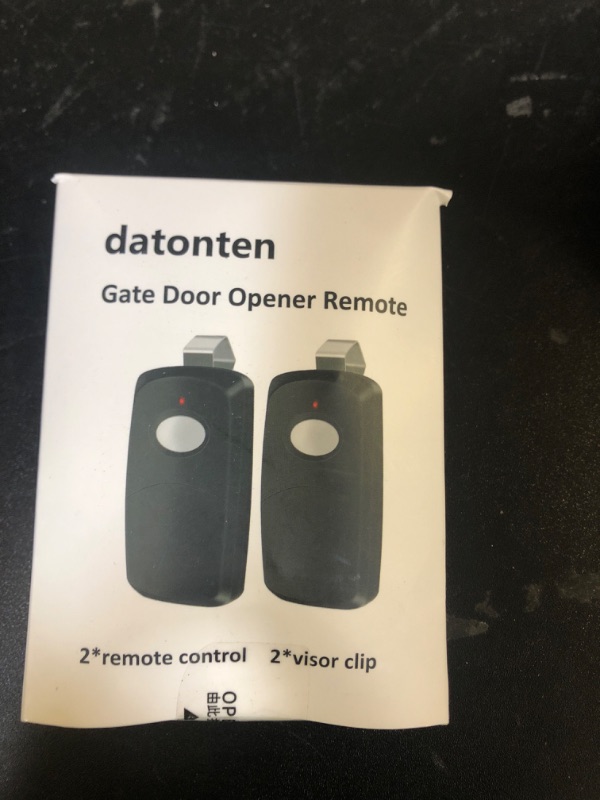 datonten
Gate Door Opener Remote
2*remote control 2*visor clip